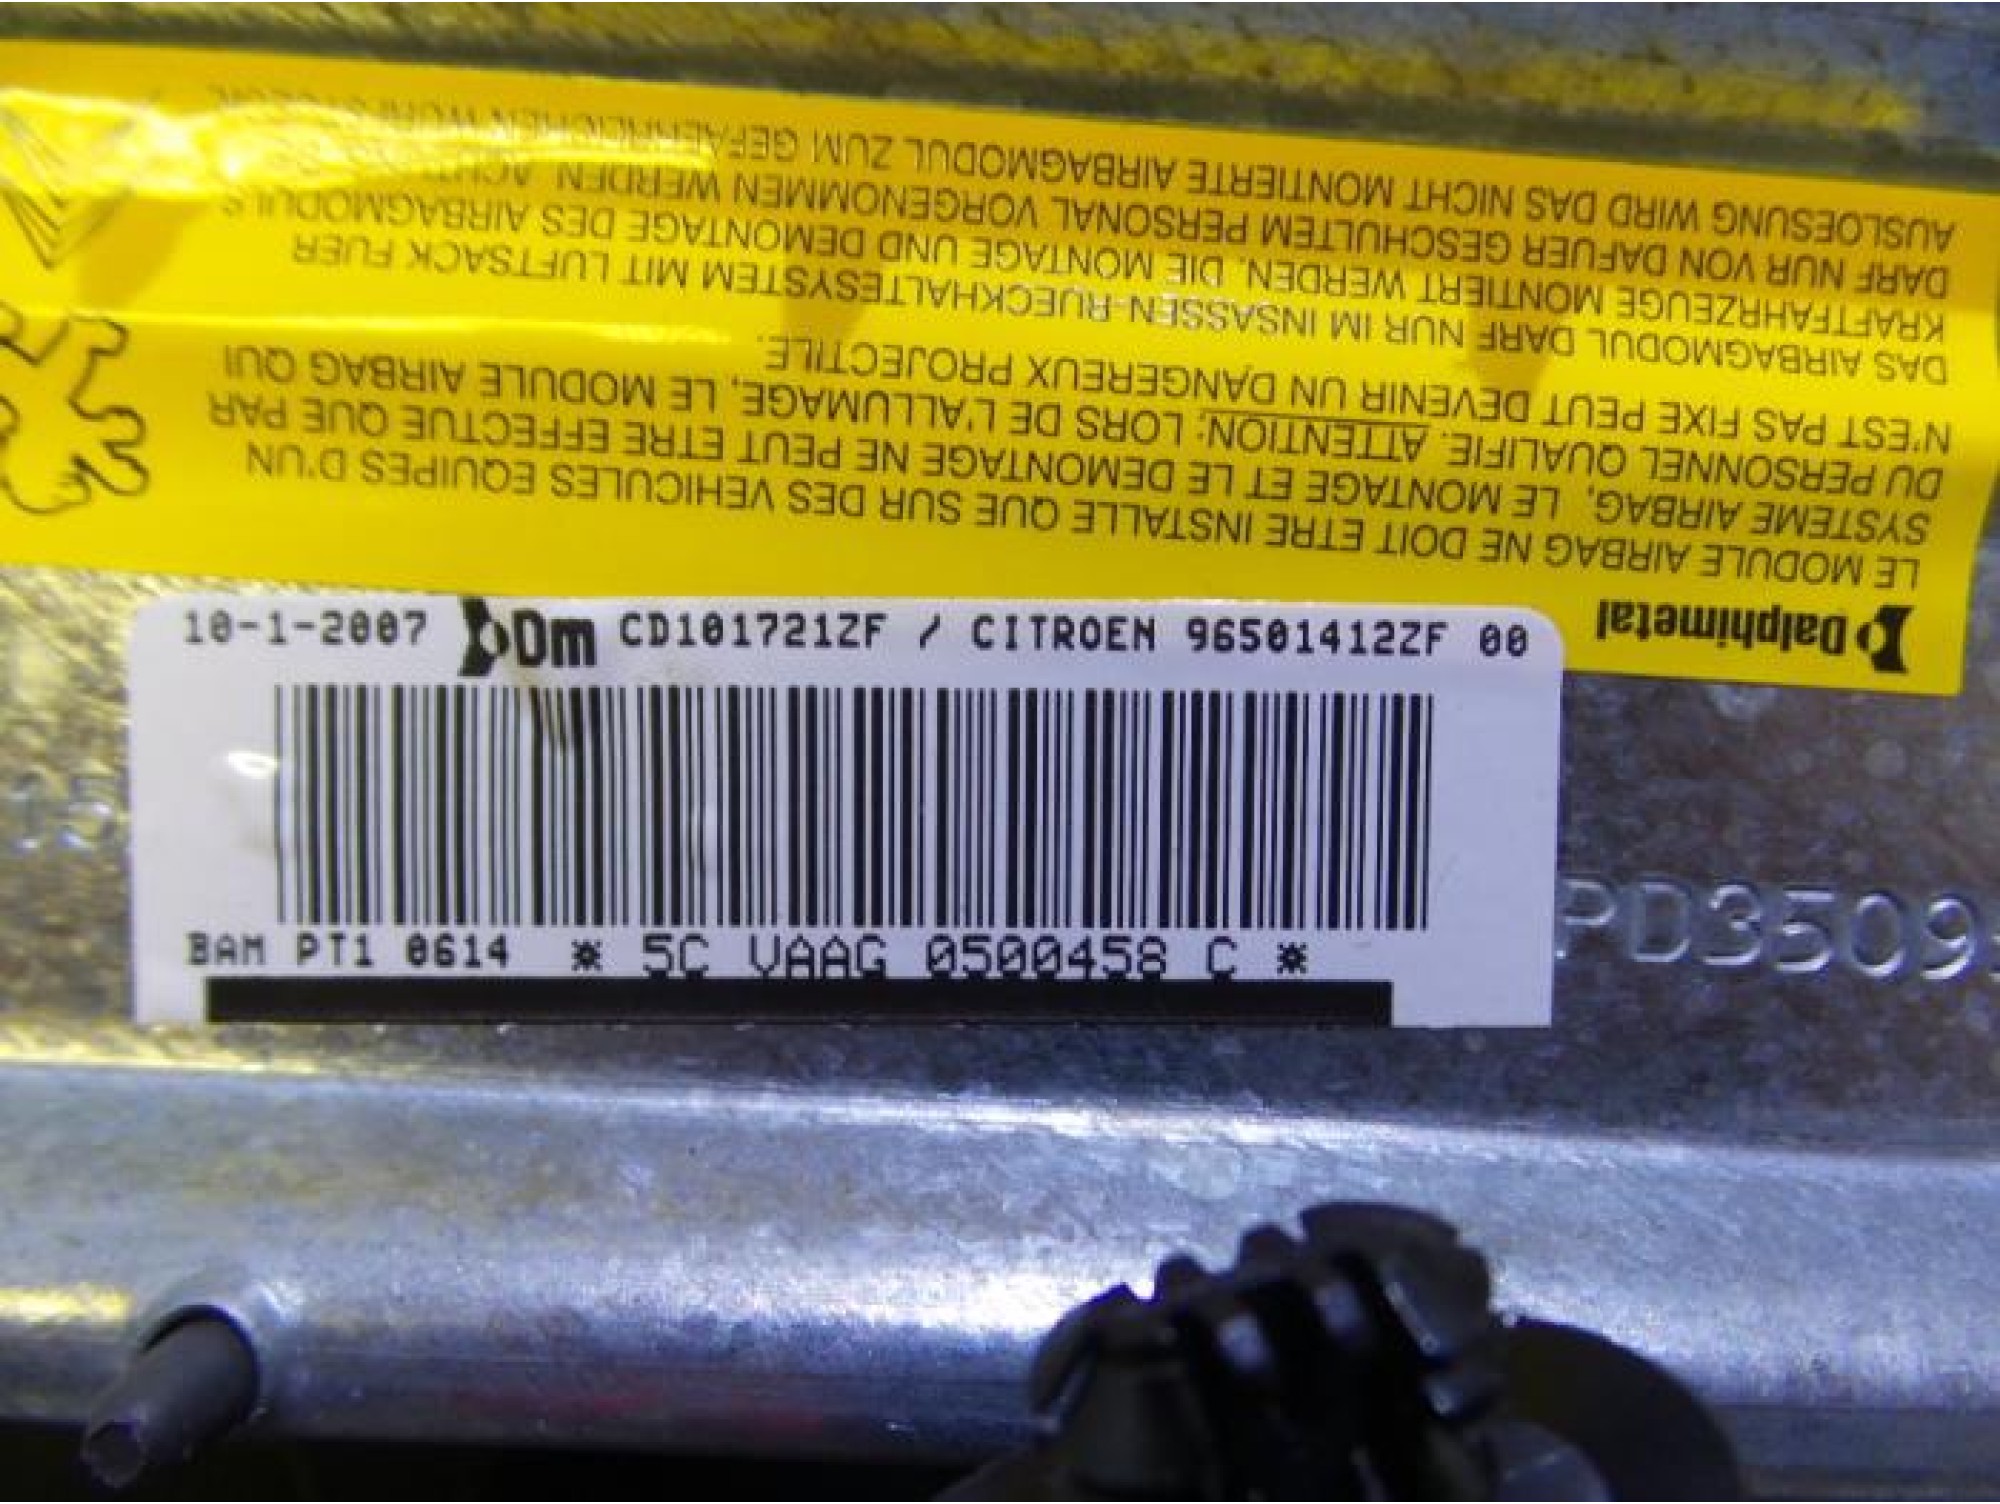 Dalphimetal
LE MODULE AIRBAG NE DOIT ETRE INSTALLE QUE SUR DES VEHICULES EQUIPES D'UN
SYSTEME AIRBAG, LE MONTAGE ET LE DEMONTAGE NE PEUT ETRE EFFECTUE QUE PAR
DU PERSONNEL QUALIFIE. ATTENTION: LORS DE L'ALLUMAGE, LE MODULE AIRBAG QUI
N'EST PAS FIXE PEUT DEVENIR UN DANGEREUX PROJECTILE.
DAS AIRBAGMODUL DARF NUR IM INSASSEN-RUECKHALTESYSTEM MIT LUFTSACK FUER
KRAFTFAHRZEUGE MONTIERT WERDEN. DIE MONTAGE UND DEMONTAGE DES AIRBAGMODULS
DARF NUR VON DAFUER GESCHULTEM PERSONAL VORGENOMMEN WERDEN.
AUSLOESUNG WIRD DAS NICHT MONTIERTE AIRBAGMODUL ZUM GEFAEHRLICHEN
10-1-2007 Dm CD101721ZF / CITROEN 96501412ZF 00
BAM PT1 0614 * 5C VAAG 0500458 C *
PD3509